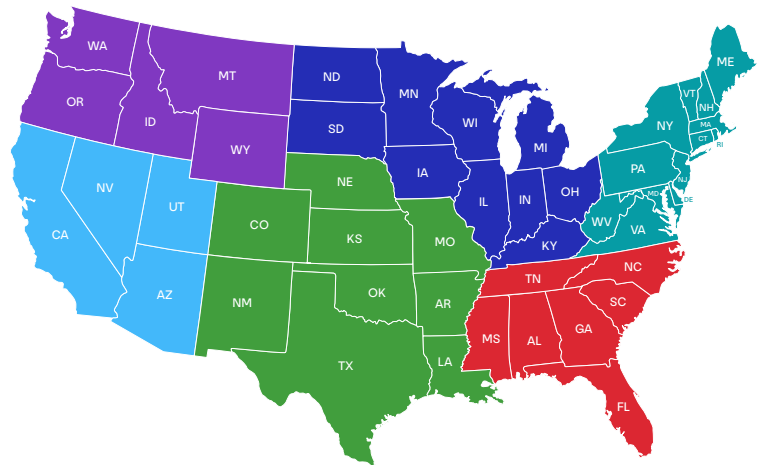 WA
MT
ND
MN
ME
VT
NH
OR
ID
SD
WI
MI
NY
MA
CT
RI
WY
IA
PA
NV
UT
NE
IL
IN
OH
NJ
MD
DE
CA
CO
KS
MO
KY
WV
VA
AZ
NM
OK
AR
TN
NC
SC
TX
LA
MS
AL
GA
FL